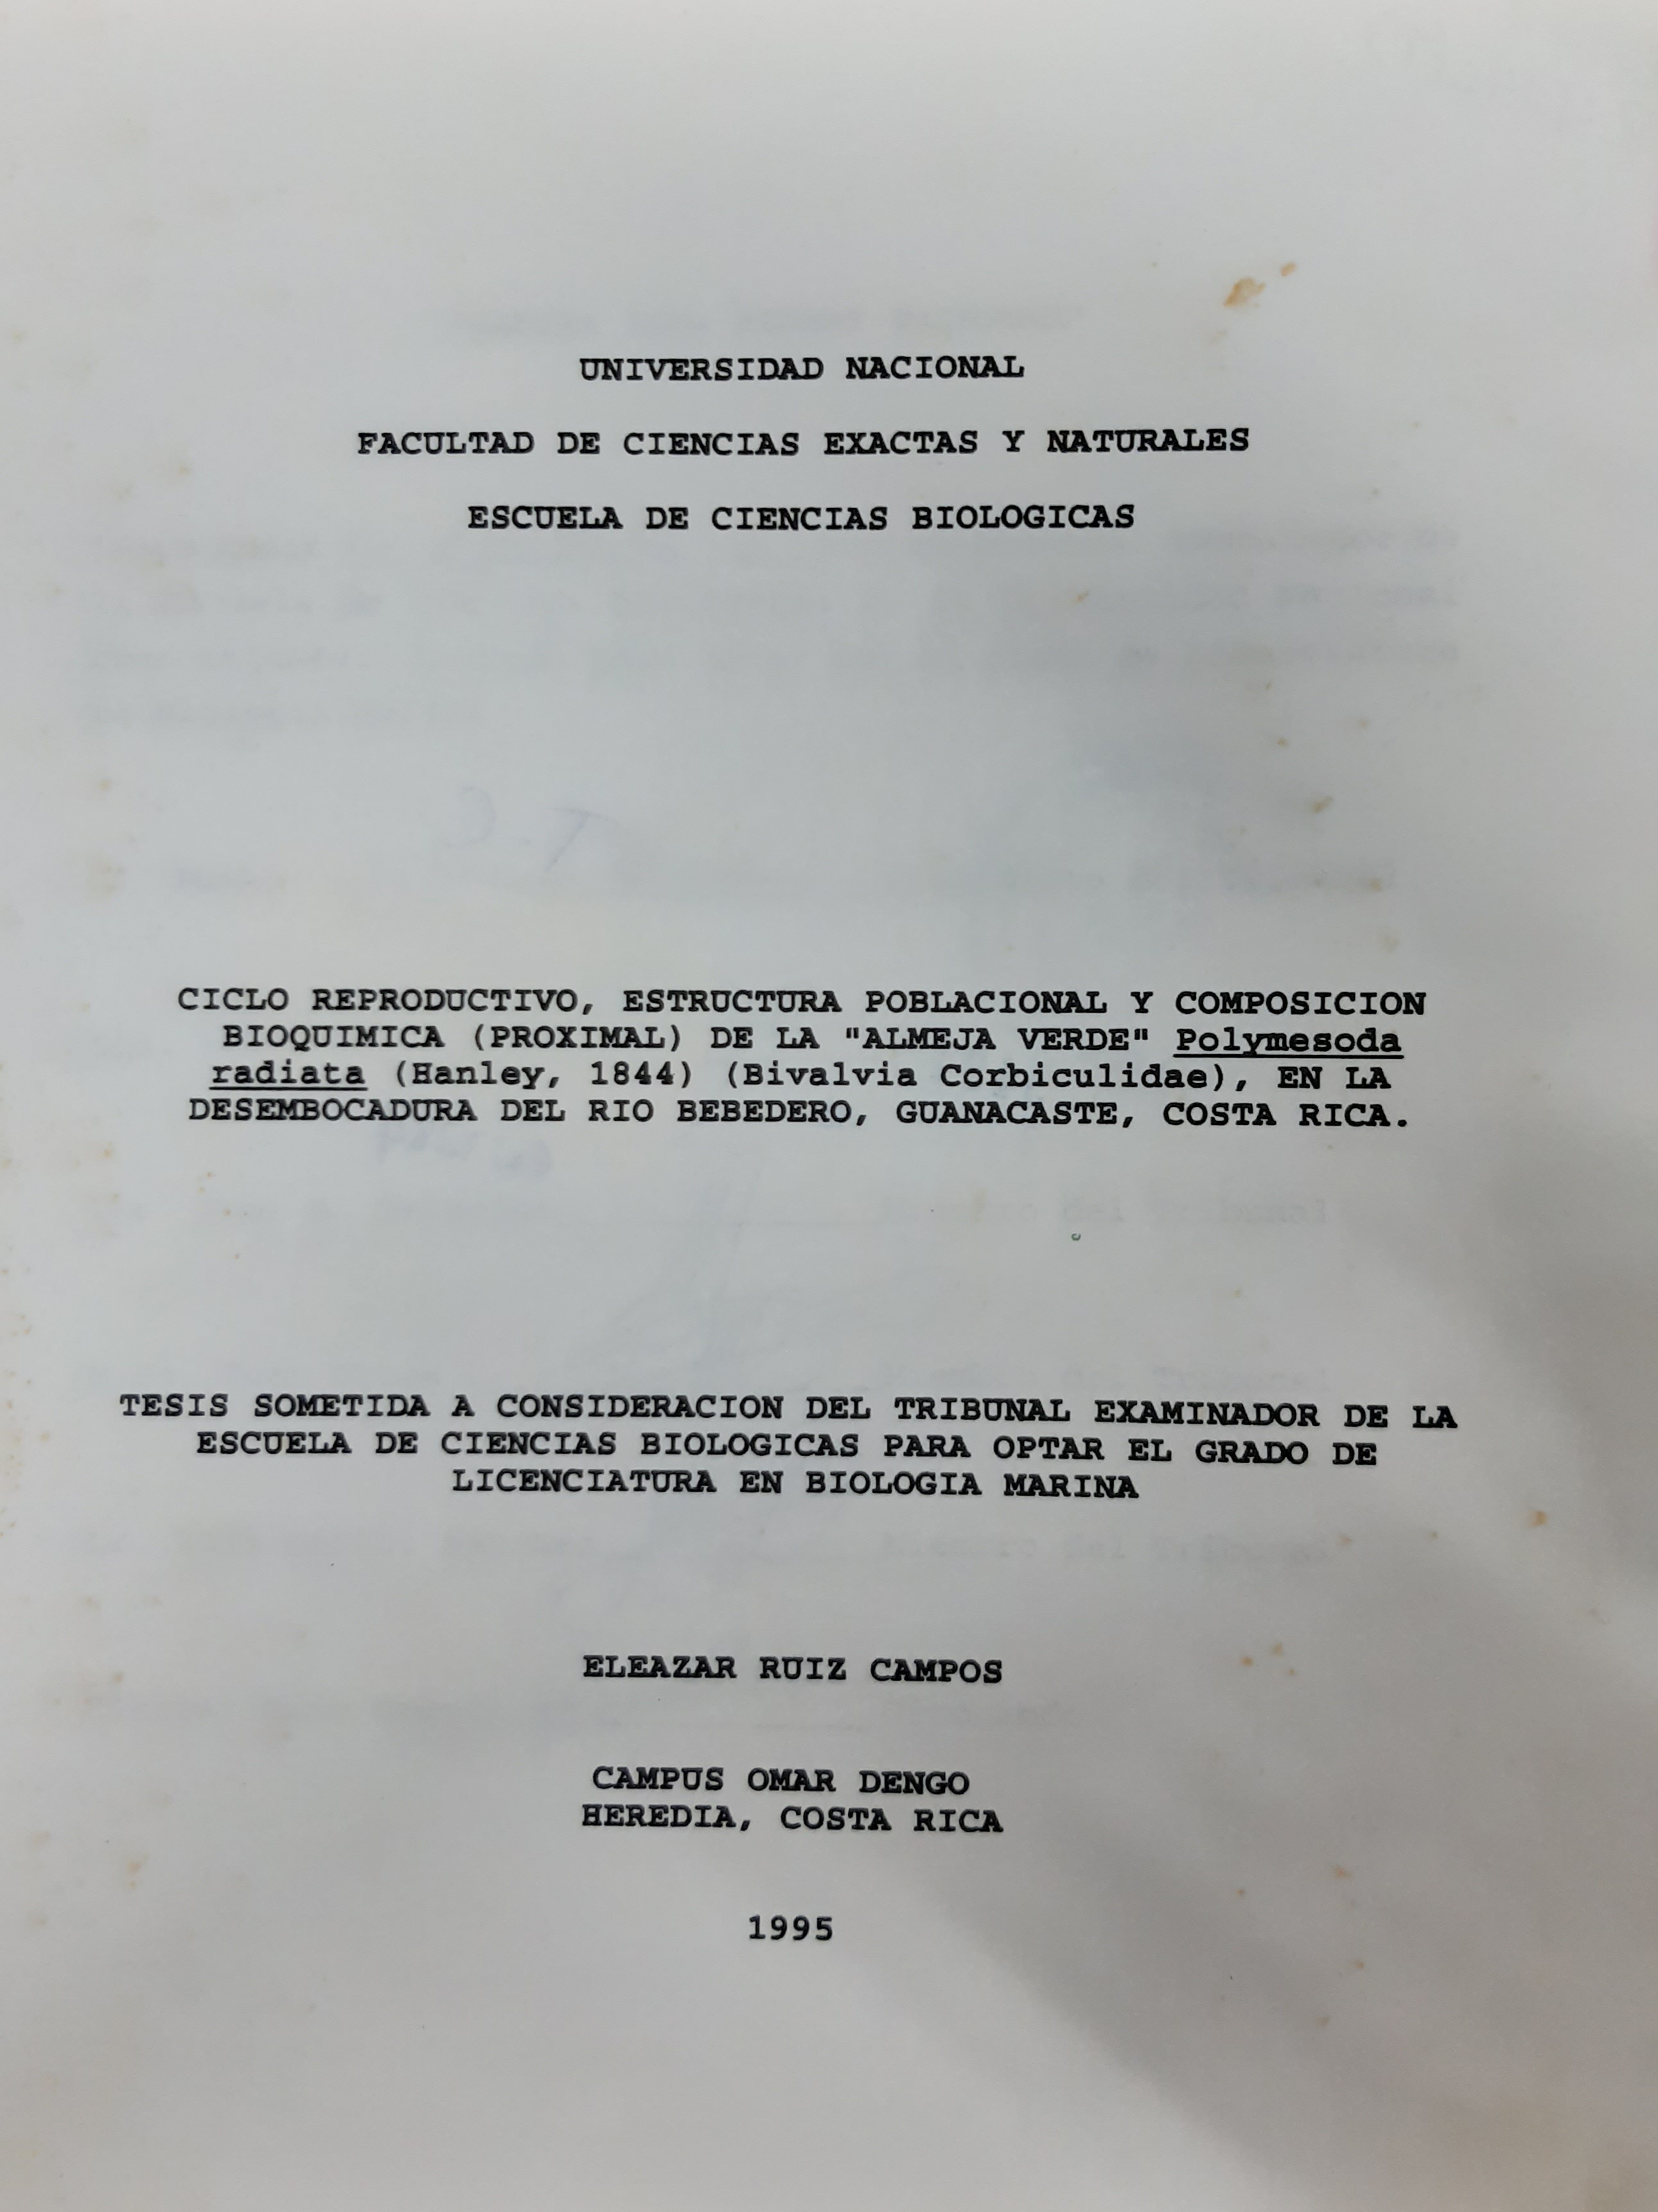 UNIVERSIDAD NACIONAL
FACULTAD DE CIENCIAS EXACTAS Y NATURALES
ESCUELA DE CIENCIAS BIOLOGICAS
CICLO REPRODUCTIVO, ESTRUCTURA POBLACIONAL Y COMPOSICION
BIOQUIMICA (PROXIMAL) DE LA "ALMEJA VERDE" Polymesoda
radiata (Hanley, 1844) (Bivalvia Corbiculidae), EN LA
DESEMBOCADURA DEL RIO BEBEDERO, GUANACASTE, COSTA RICA.
TESIS SOMETIDA A CONSIDERACION DEL TRIBUNAL EXAMINADOR DE LA
ESCUELA DE CIENCIAS BIOLOGICAS PARA OPTAR EL GRADO DE
LICENCIATURA EN BIOLOGIA MARINA
ELEAZAR RUIZ CAMPOS
CAMPUS OMAR DENGO
HEREDIA, COSTA RICA
1995